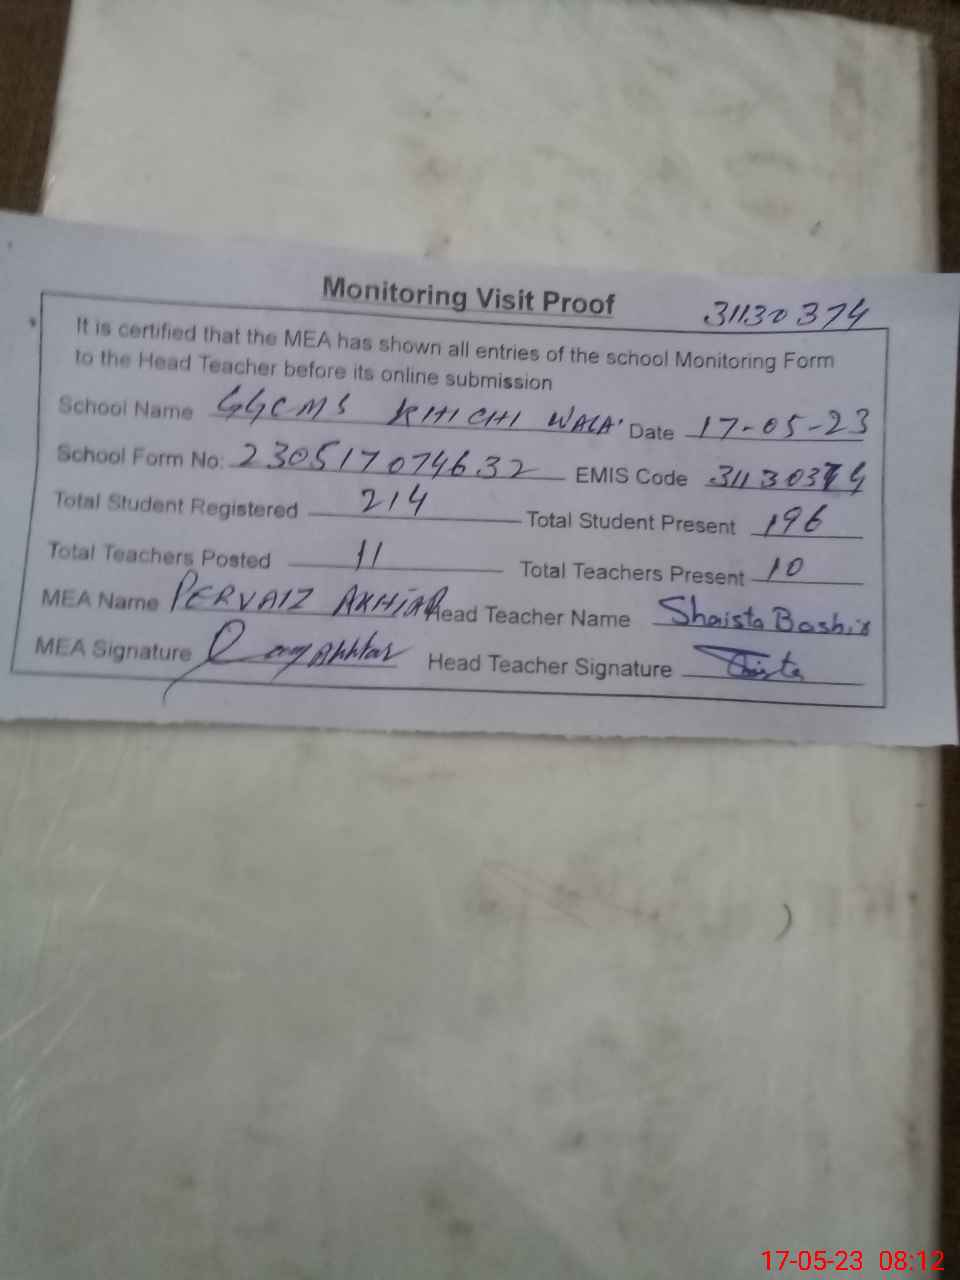 Monitoring Visit Proof 31130374
It is certified that the MEA has shown all entries of the school Monitoring Form
to the Head Teacher before its online submission
School Name GGCMS KHICHI WALA Date 17-05-23
School Form No: 230517074632 EMIS Code 31130374
Total Student Registered 214 Total Student Present 196
Total Teachers Posted 11 Total Teachers Present 10
MEA Name PERVAIZ AKHTAR Head Teacher Name Shaista Bashir
MEA Signature Akhtar Head Teacher Signature Shaista
17-05-23 08:12